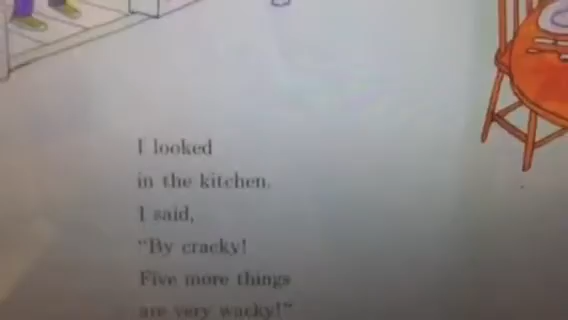 I looked
in the kitchen.
I said,
"By cracky!
Five more things
are very wacky!"